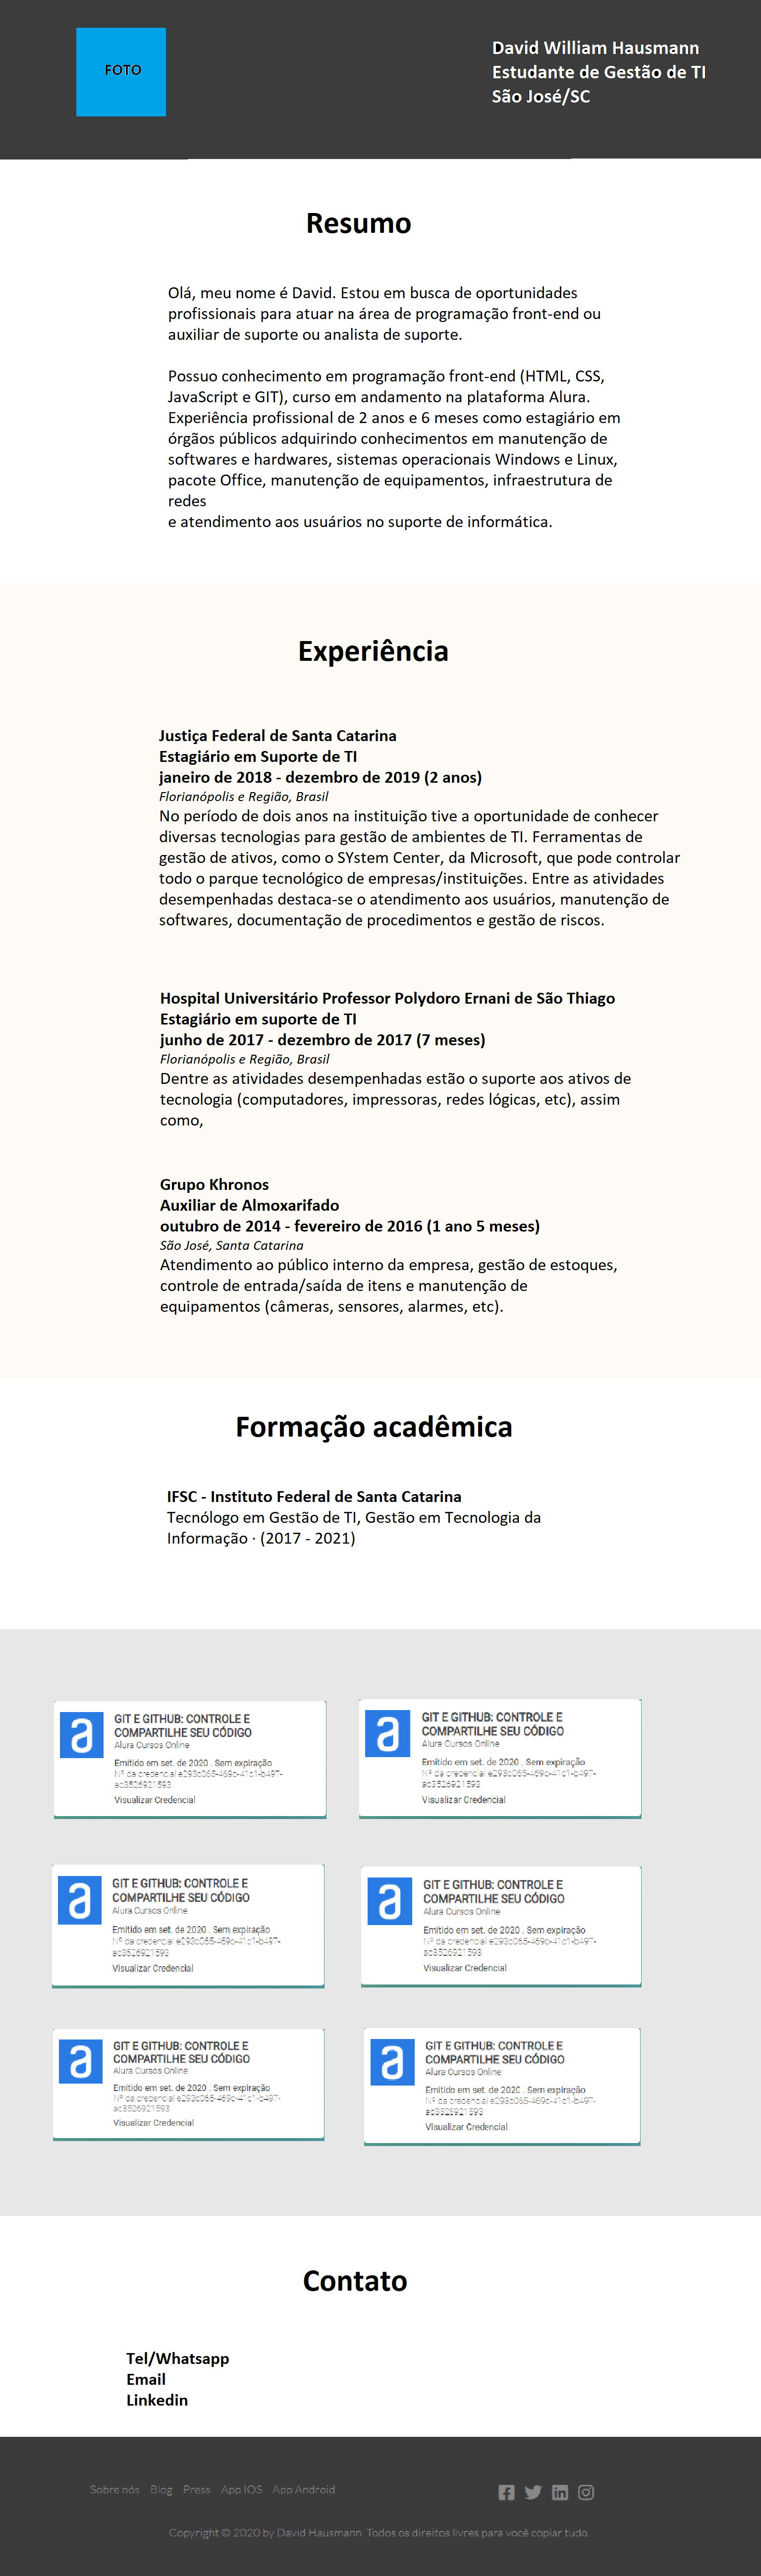 FOTO
David William Hausmann
Estudante de Gestão de TI
São José/SC
Resumo
Olá, meu nome é David. Estou em busca de oportunidades
profissionais para atuar na área de programação front-end ou
auxiliar de suporte ou analista de suporte.
Possuo conhecimento em programação front-end (HTML, CSS,
JavaScript e GIT), curso em andamento na plataforma Alura.
Experiência profissional de 2 anos e 6 meses como estagiário em
órgãos públicos adquirindo conhecimentos em manutenção de
softwares e hardwares, sistemas operacionais Windows e Linux,
pacote Office, manutenção de equipamentos, infraestrutura de
redes
e atendimento aos usuários no suporte de informática.
Experiência
Justiça Federal de Santa Catarina
Estagiário em Suporte de TI
janeiro de 2018 - dezembro de 2019 (2 anos)
Florianópolis e Região, Brasil
No período de dois anos na instituição tive a oportunidade de conhecer
diversas tecnologias para gestão de ambientes de TI. Ferramentas de
gestão de ativos, como o SYstem Center, da Microsoft, que pode controlar
todo o parque tecnológico de empresas/instituições. Entre as atividades
desempenhadas destaca-se o atendimento aos usuários, manutenção de
softwares, documentação de procedimentos e gestão de riscos.
Hospital Universitário Professor Polydoro Ernani de São Thiago
Estagiário em suporte de TI
junho de 2017 - dezembro de 2017 (7 meses)
Florianópolis e Região, Brasil
Dentre as atividades desempenhadas estão o suporte aos ativos de
tecnologia (computadores, impressoras, redes lógicas, etc), assim
como,
Grupo Khronos
Auxiliar de Almoxarifado
outubro de 2014 - fevereiro de 2016 (1 ano 5 meses)
São José, Santa Catarina
Atendimento ao público interno da empresa, gestão de estoques,
controle de entrada/saída de itens e manutenção de
equipamentos (câmeras, sensores, alarmes, etc).
Formação acadêmica
IFSC - Instituto Federal de Santa Catarina
Tecnólogo em Gestão de TI, Gestão em Tecnologia da
Informação · (2017 - 2021)
a
GIT E GITHUB: CONTROLE E
COMPARTILHE SEU CÓDIGO
Alura Cursos Online
Emitido em set. de 2020 . Sem expiração
Nº da credencial e293c065-469c-41c1-b497-
ac3526921593
Visualizar Credencial
a
GIT E GITHUB: CONTROLE E
COMPARTILHE SEU CÓDIGO
Alura Cursos Online
Emitido em set. de 2020 . Sem expiração
Nº da credencial e293c065-469c-41c1-b497-
ac3526921593
Visualizar Credencial
a
GIT E GITHUB: CONTROLE E
COMPARTILHE SEU CÓDIGO
Alura Cursos Online
Emitido em set. de 2020 . Sem expiração
Nº da credencial e293c065-469c-41c1-b497-
ac3526921593
Visualizar Credencial
a
GIT E GITHUB: CONTROLE E
COMPARTILHE SEU CÓDIGO
Alura Cursos Online
Emitido em set. de 2020 . Sem expiração
Nº da credencial e293c065-469c-41c1-b497-
ac3526921593
Visualizar Credencial
a
GIT E GITHUB: CONTROLE E
COMPARTILHE SEU CÓDIGO
Alura Cursos Online
Emitido em set. de 2020 . Sem expiração
Nº da credencial e293c065-469c-41c1-b497-
ac3526921593
Visualizar Credencial
a
GIT E GITHUB: CONTROLE E
COMPARTILHE SEU CÓDIGO
Alura Cursos Online
Emitido em set. de 2020 . Sem expiração
Nº da credencial e293c065-469c-41c1-b497-
ac3526921593
Visualizar Credencial
Contato
Tel/Whatsapp
Email
Linkedin
Sobre nós Blog Press App IOS App Android
Copyright © 2020 by David Hausmann. Todos os direitos livres para você copiar tudo.